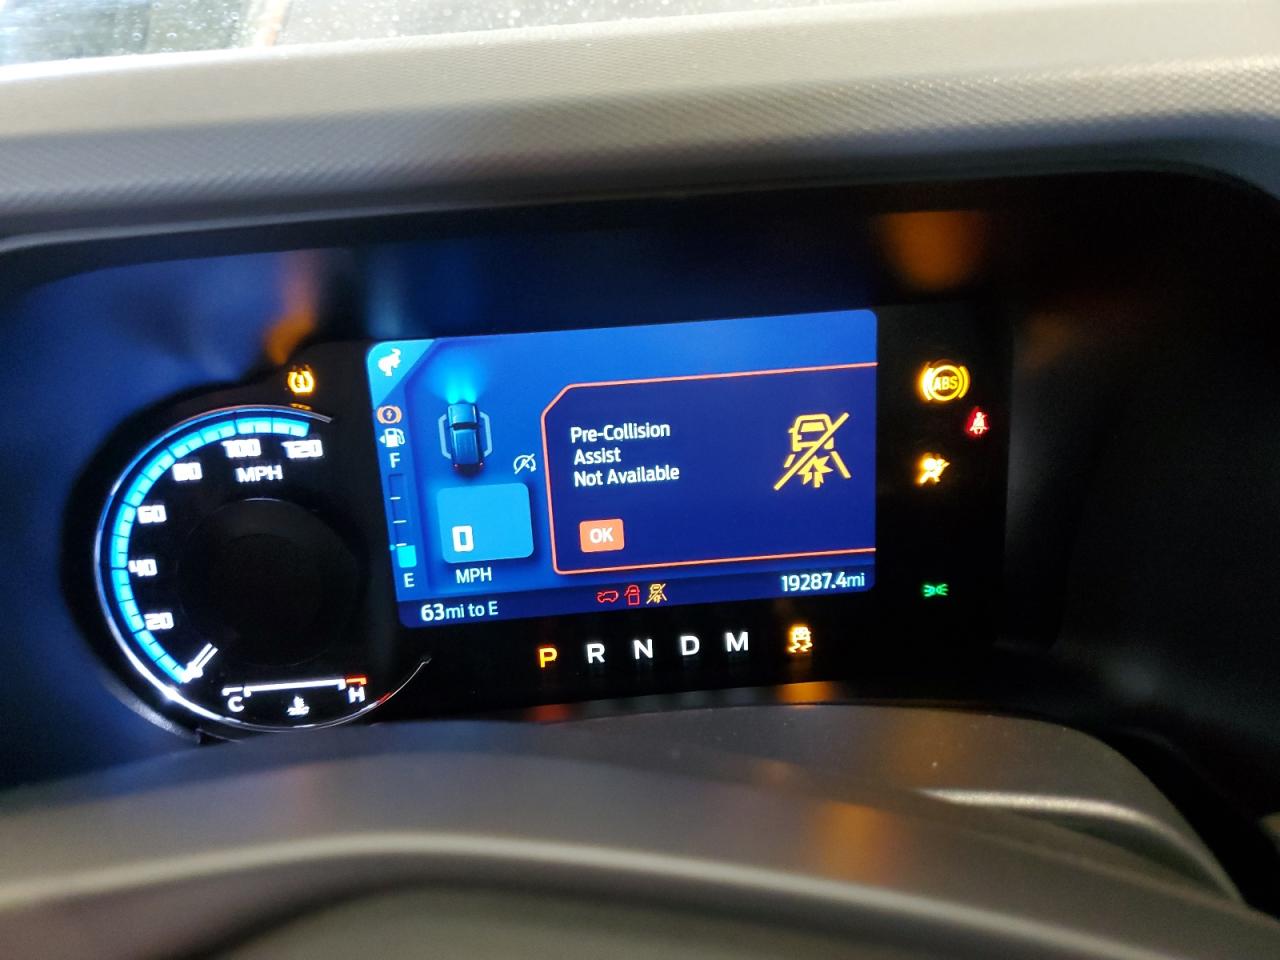 100
120
80
MPH
60
40
20
C
H
F
E
0
MPH
63mi to E
Pre-Collision
Assist
Not Available
OK
19287.4mi
P R N D M
ABS